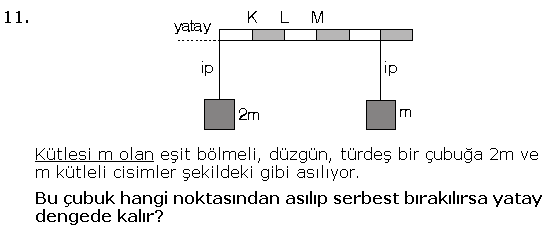 11.
K L M
yatay
ip ip
2m m
Kütlesi m olan eşit bölmeli, düzgün, türdeş bir çubuğa 2m ve
m kütleli cisimler şekildeki gibi asılıyor.
Bu çubuk hangi noktasından asılıp serbest bırakılırsa yatay
dengede kalır?